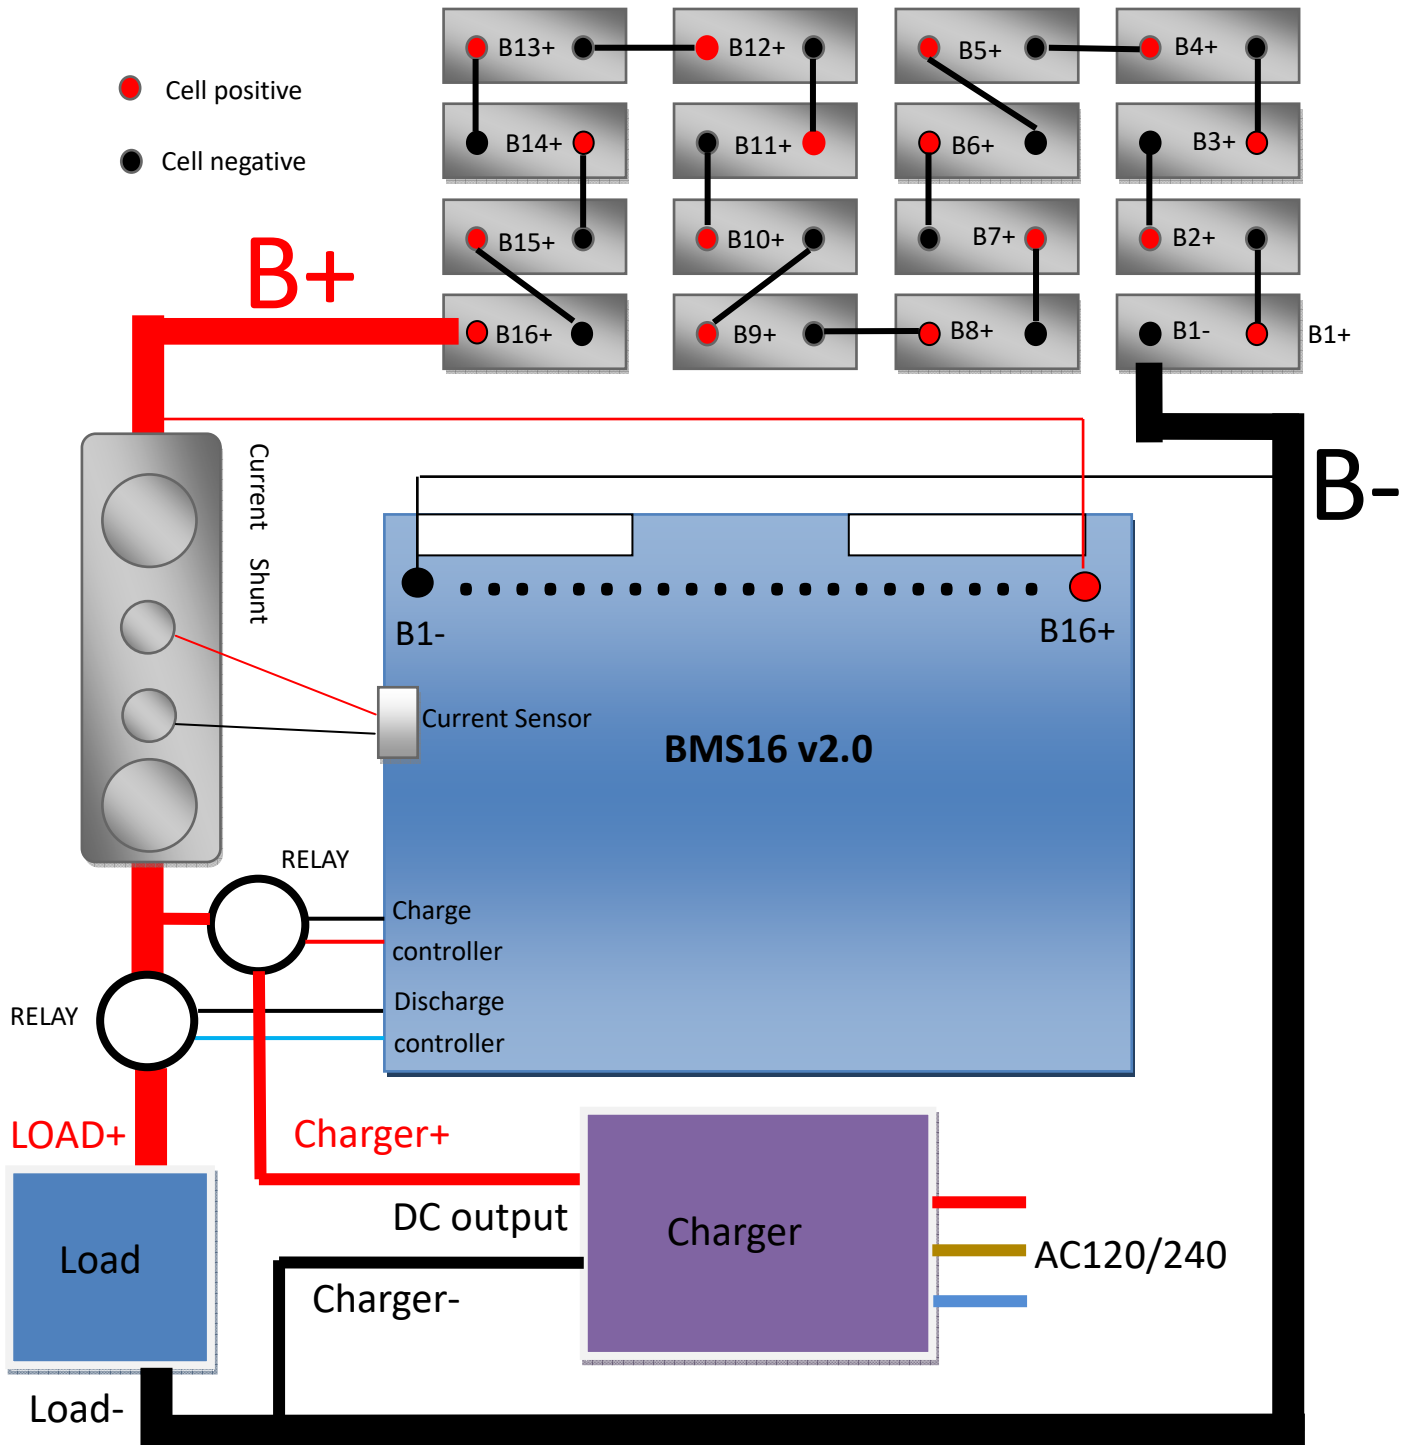 B13+
B12+
B5+
B4+
Cell positive
B14+
B11+
B6+
B3+
Cell negative
B15+
B10+
B7+
B2+
B+
B16+
B9+
B8+
B1-
B1+
Current Shunt
B-
B1-
B16+
Current Sensor
BMS16 v2.0
RELAY
Charge
controller
RELAY
Discharge
controller
LOAD+
Charger+
DC output
Load
Charger
AC120/240
Charger-
Load-